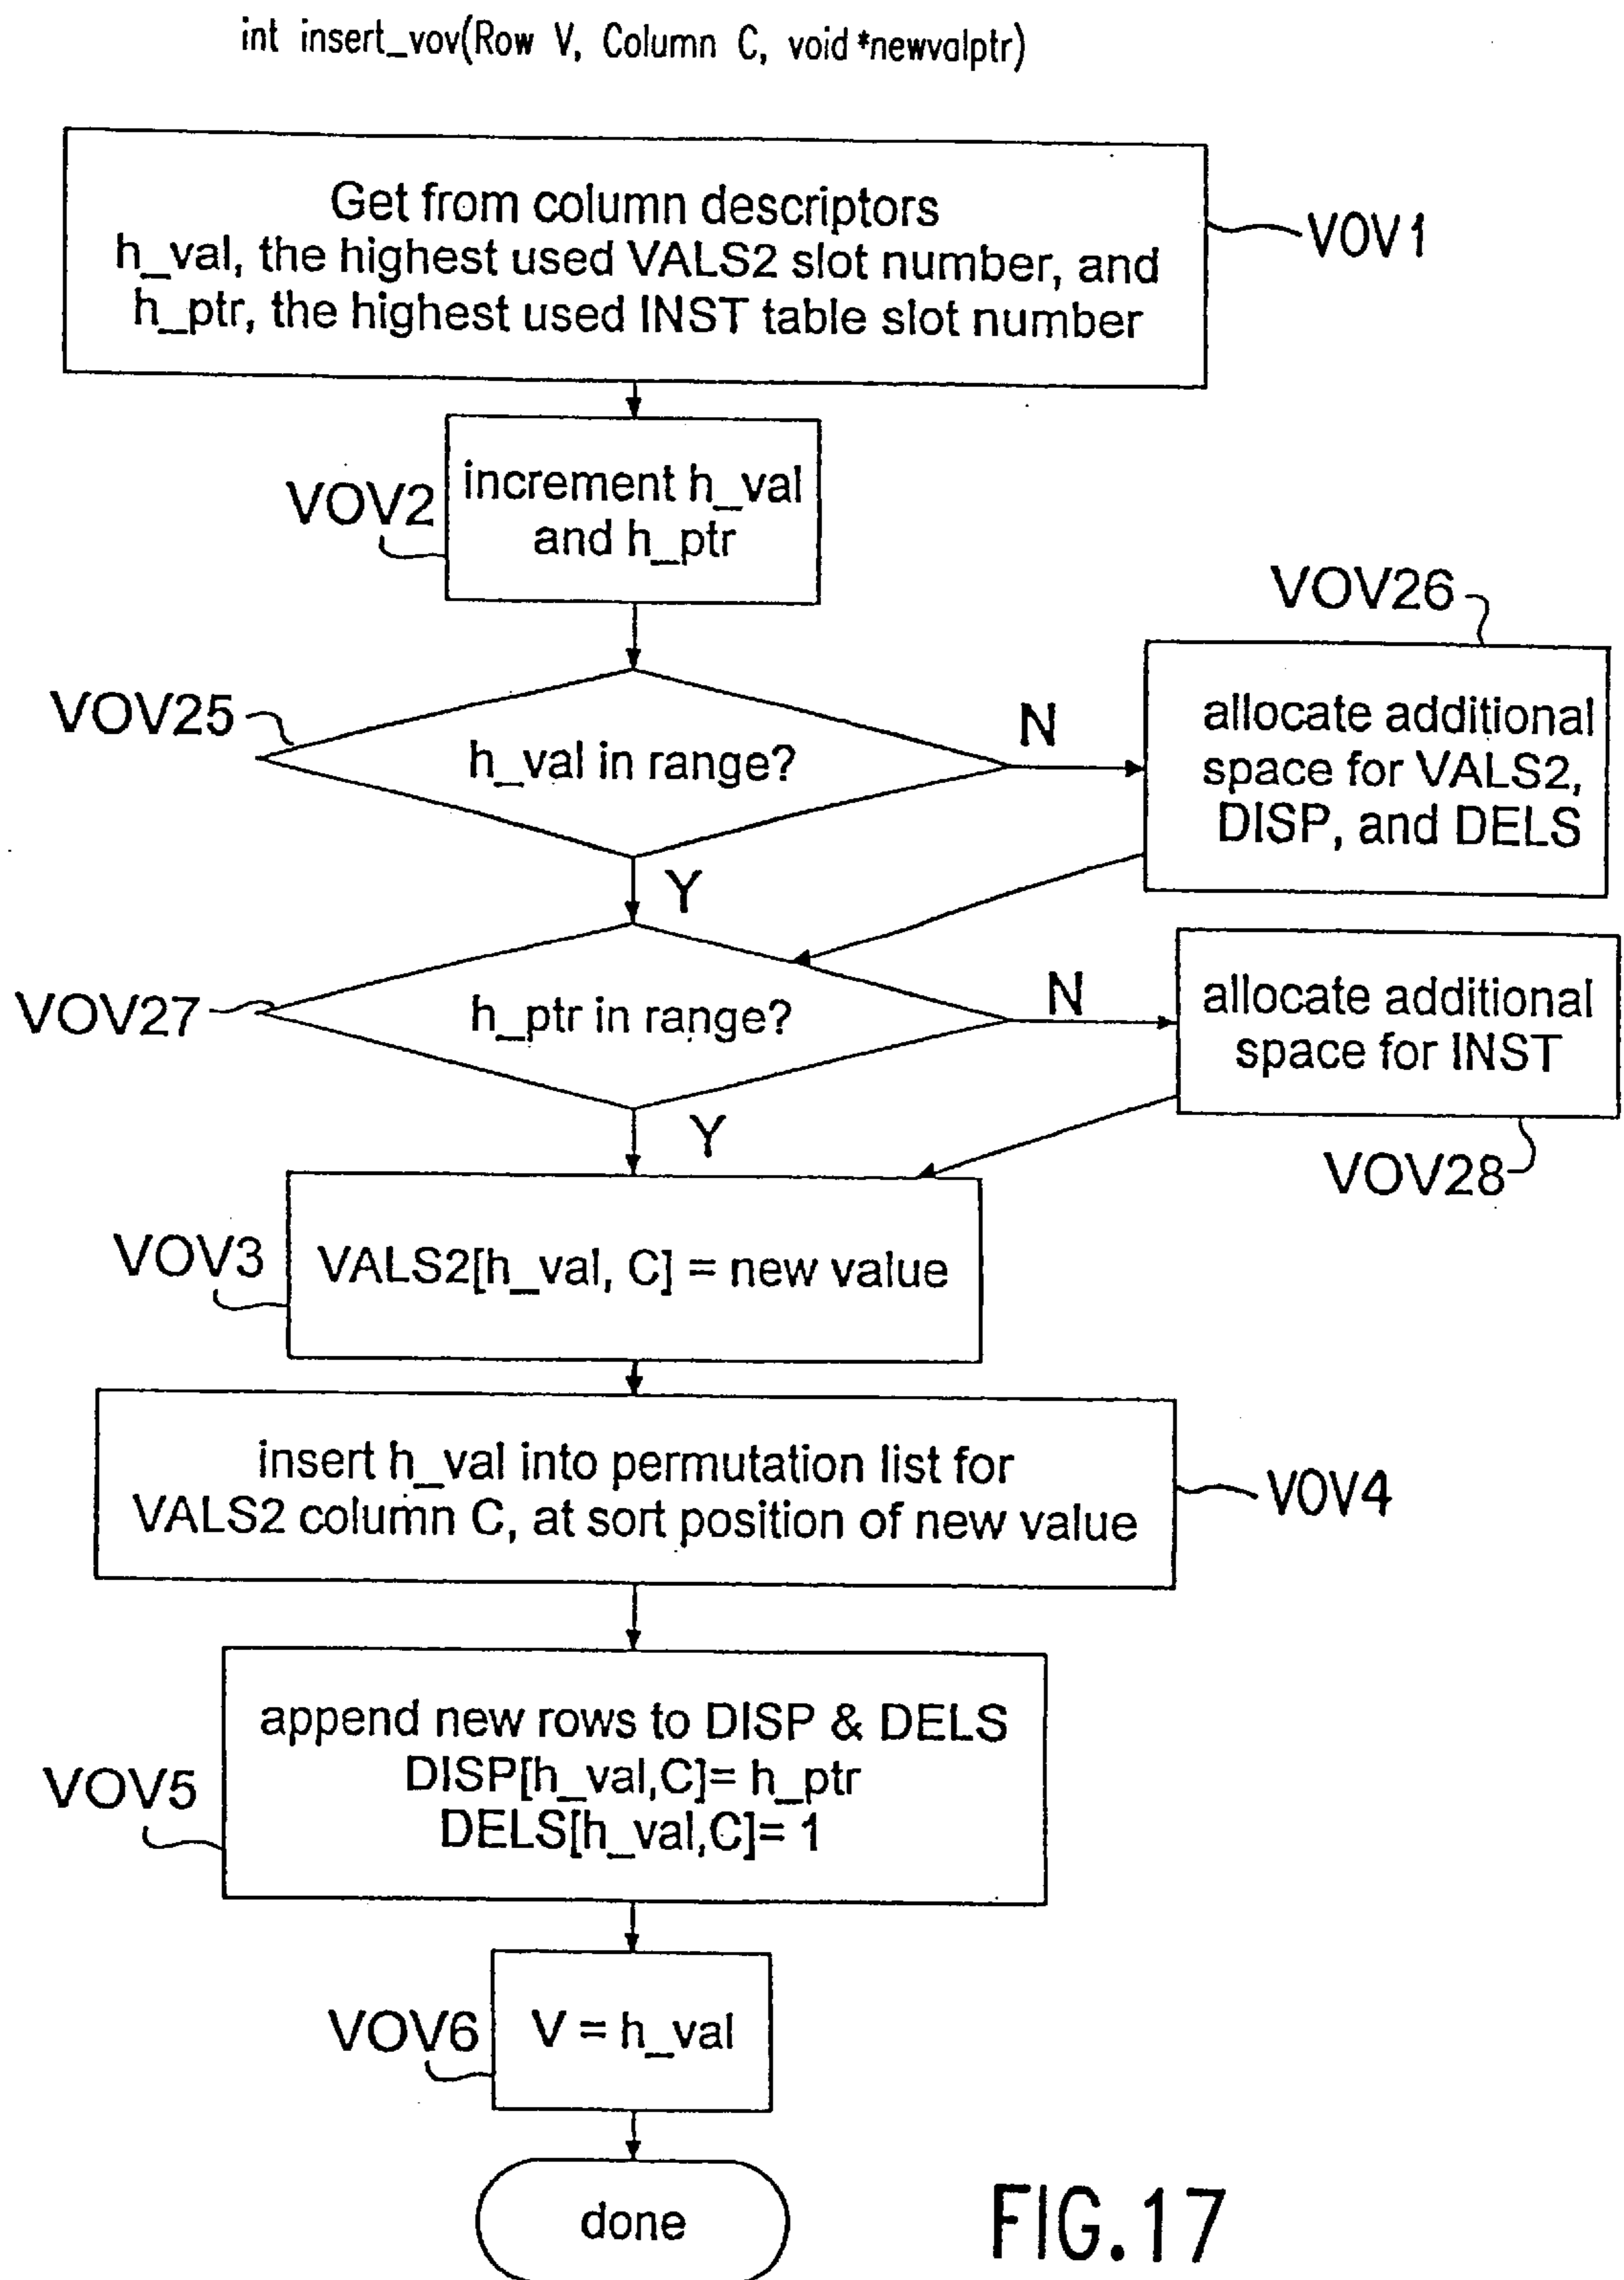 int insert_vov(Row V, Column C, void*newvalptr)
Get from column descriptors
h_val, the highest used VALS2 slot number, and
h_ptr, the highest used INST table slot number
VOV1
increment h_val
and h_ptr
VOV2
VOV26
VOV25
h_val in range?
N
allocate additional
space for VALS2,
DISP, and DELS
Y
VOV27
h_ptr in range?
N
allocate additional
space for INST
Y
VOV28
VOV3
VALS2[h_val, C] = new value
insert h_val into permutation list for
VALS2 column C, at sort position of new value
VOV4
append new rows to DISP & DELS
DISP[h_val,C]= h_ptr
DELS[h_val,C]= 1
VOV5
VOV6
V = h_val
done
FIG.17